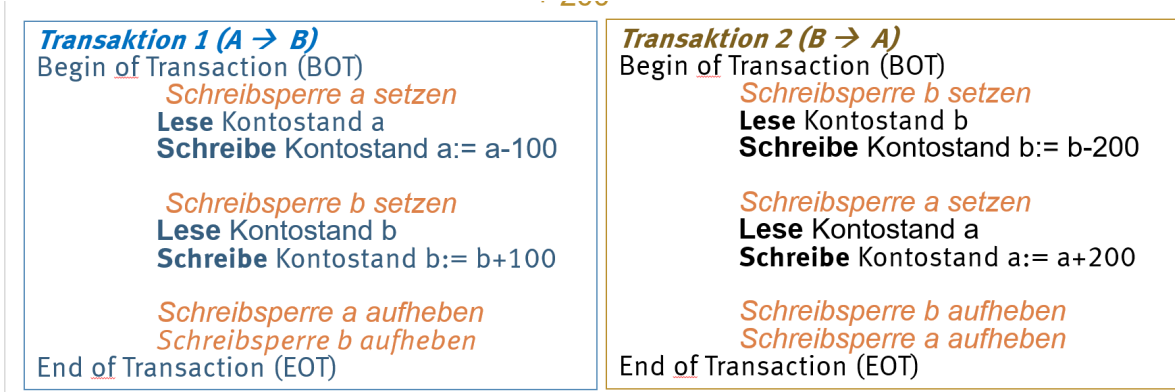 Transaktion 1 (A → B)
Begin of Transaction (BOT)
Schreibsperre a setzen
Lese Kontostand a
Schreibe Kontostand a:= a-100
Schreibsperre b setzen
Lese Kontostand b
Schreibe Kontostand b:= b+100
Schreibsperre a aufheben
Schreibsperre b aufheben
End of Transaction (EOT)
Transaktion 2 (B → A)
Begin of Transaction (BOT)
Schreibsperre b setzen
Lese Kontostand b
Schreibe Kontostand b:= b-200
Schreibsperre a setzen
Lese Kontostand a
Schreibe Kontostand a:= a+200
Schreibsperre b aufheben
Schreibsperre a aufheben
End of Transaction (EOT)